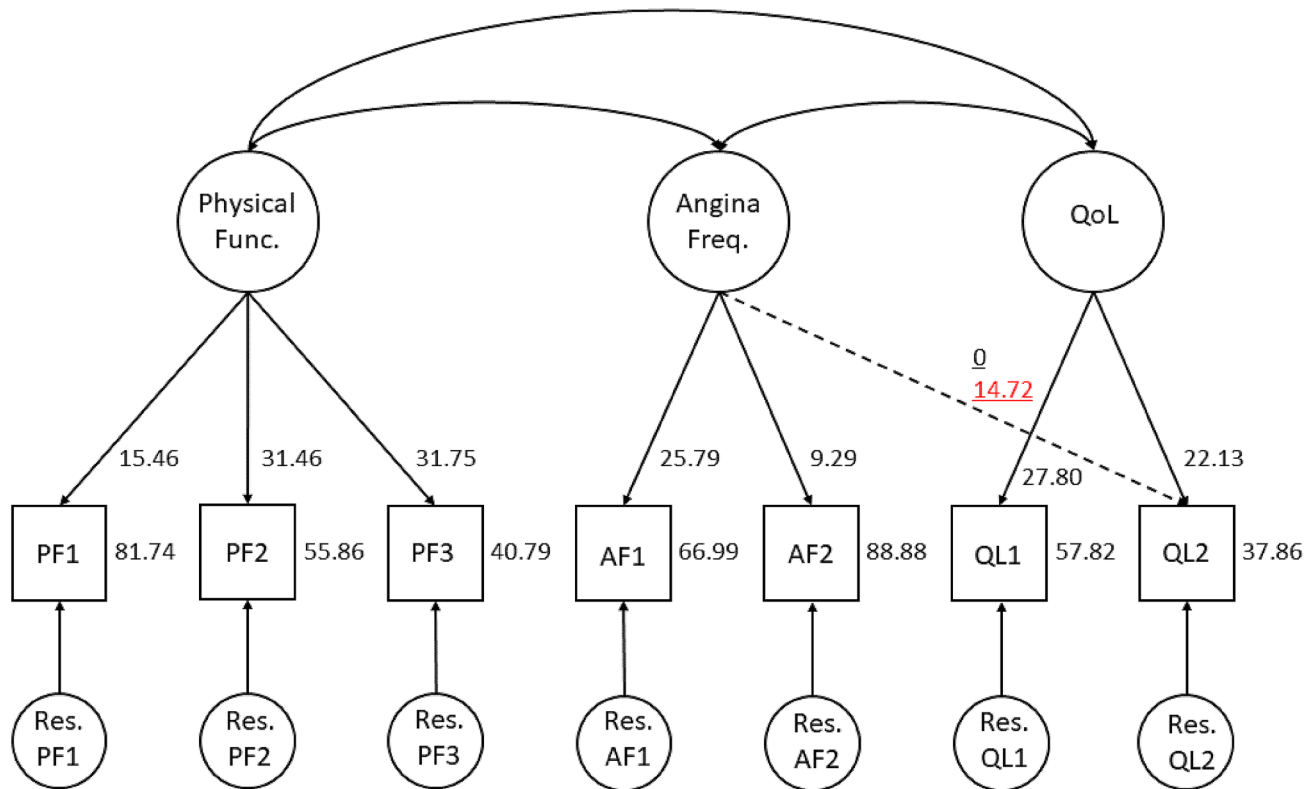 Physical
Func.
Angina
Freq.
QoL
0
14.72
15.46
31.46
31.75
25.79
9.29
27.80
22.13
PF1
81.74
PF2
55.86
PF3
40.79
AF1
66.99
AF2
88.88
QL1
57.82
QL2
37.86
Res.
PF1
Res.
PF2
Res.
PF3
Res.
AF1
Res.
AF2
Res.
QL1
Res.
QL2